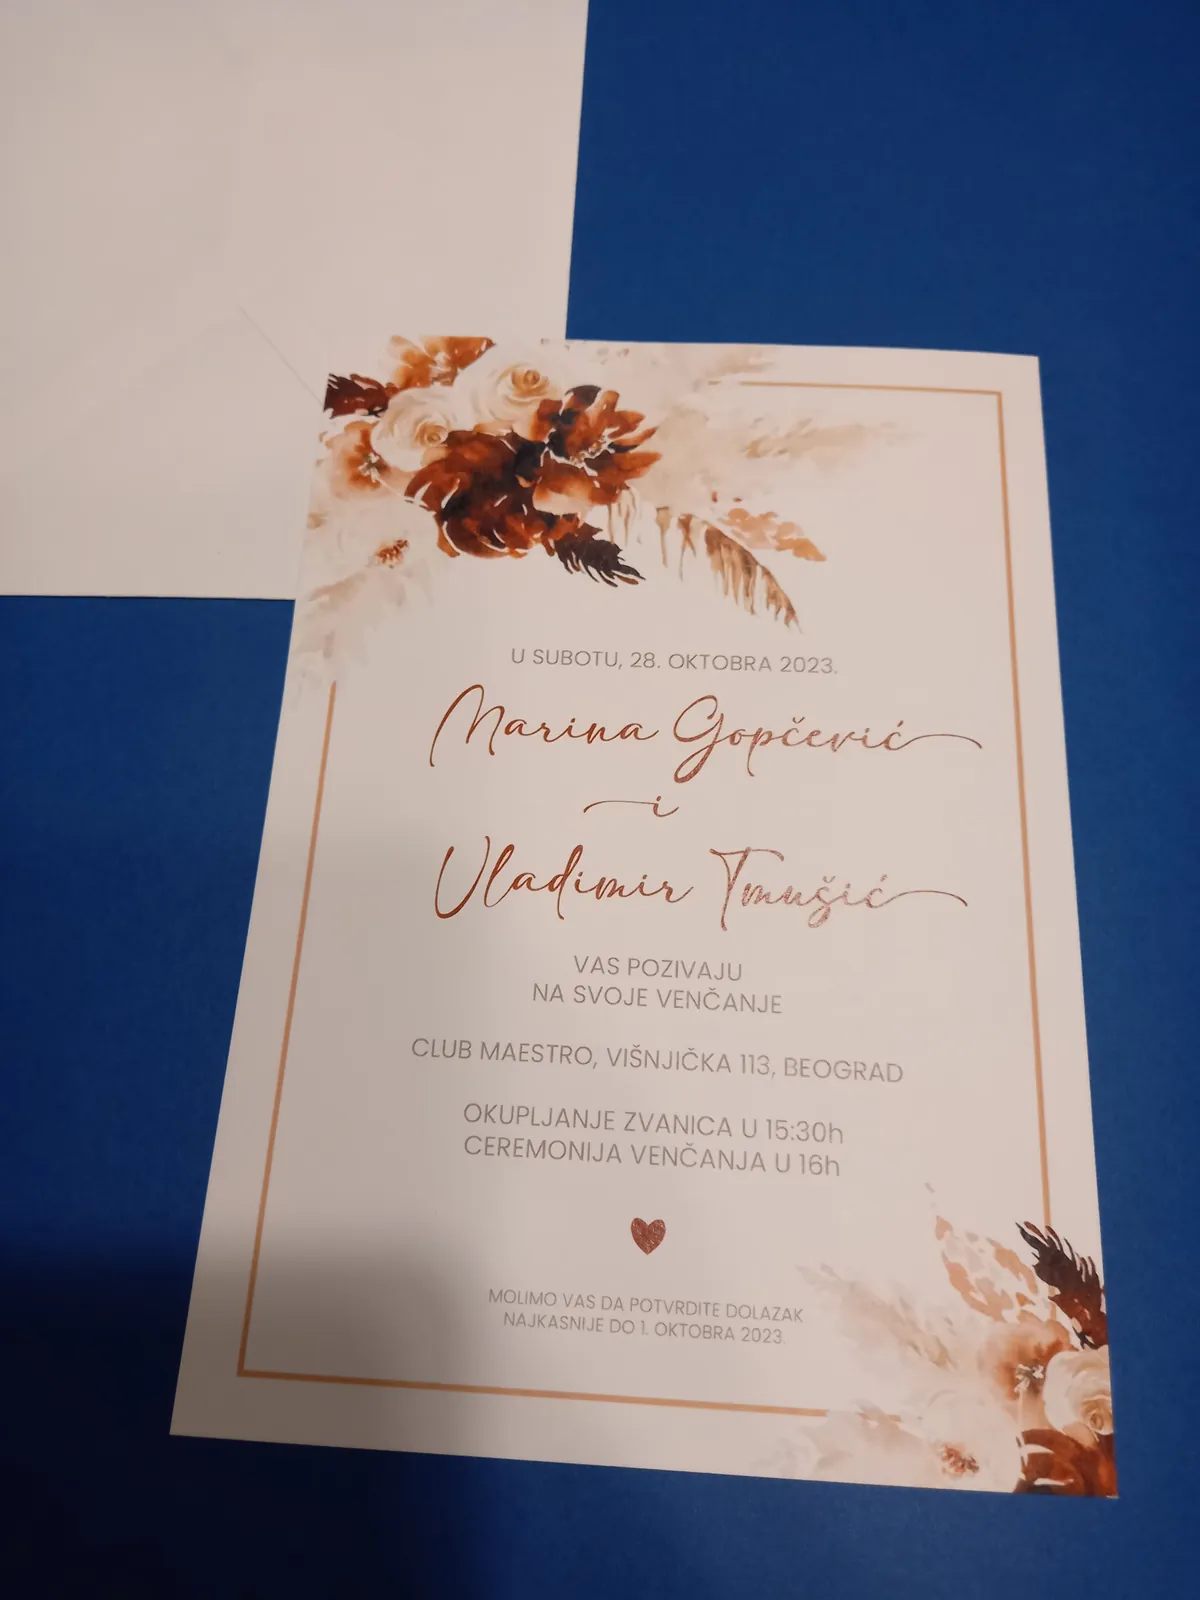 U SUBOTU, 28. OKTOBRA 2023.
Marina Gopčević
i
Vladimir Tmušić
VAS POZIVAJU
NA SVOJE VENČANJE
CLUB MAESTRO, VIŠNJIČKA 113, BEOGRAD
OKUPLJANJE ZVANICA U 15:30h
CEREMONIJA VENČANJA U 16h
MOLIMO VAS DA POTVRDITE DOLAZAK
NAJKASNIJE DO 1. OKTOBRA 2023.